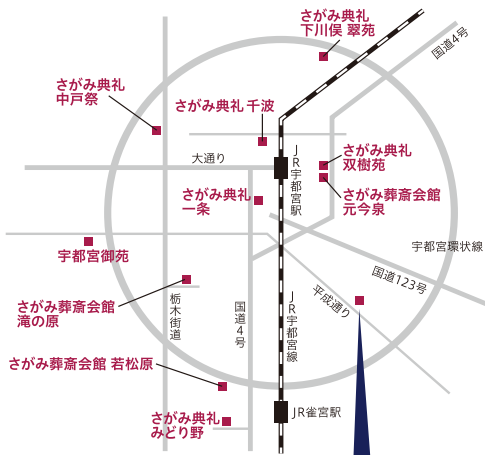 さがみ典礼
下川俣 翠苑
国道4号
さがみ典礼
中戸祭
さがみ典礼 千波
大通り
JR宇都宮駅
さがみ典礼
双樹苑
さがみ典礼
一条
さがみ葬斎会館
元今泉
宇都宮環状線
宇都宮御苑
国道123号
さがみ葬斎会館
滝の原
栃木街道
国道4号
JR宇都宮線
平成通り
さがみ葬斎会館 若松原
さがみ典礼
みどり野
JR雀宮駅